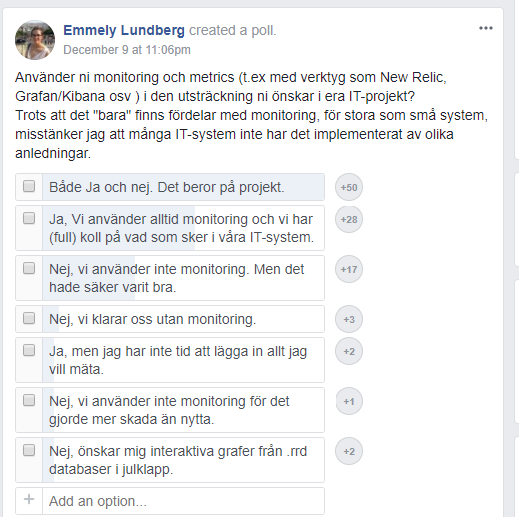 Emmely Lundberg created a poll.
December 9 at 11:06pm
Använder ni monitoring och metrics (t.ex med verktyg som New Relic,
Grafan/Kibana osv ) i den utsträckning ni önskar i era IT-projekt?
Trots att det "bara" finns fördelar med monitoring, för stora som små system,
misstänker jag att många IT-system inte har det implementerat av olika
anledningar.
Både Ja och nej. Det beror på projekt.
+50
Ja, Vi använder alltid monitoring och vi har
(full) koll på vad som sker i våra IT-system.
+28
Nej, vi använder inte monitoring. Men det
hade säker varit bra.
+17
Nej, vi klarar oss utan monitoring.
+3
Ja, men jag har inte tid att lägga in allt jag
vill mäta.
+2
Nej, vi använder inte monitoring för det
gjorde mer skada än nytta.
+1
Nej, önskar mig interaktiva grafer från .rrd
databaser i julklapp.
+2
+ Add an option...